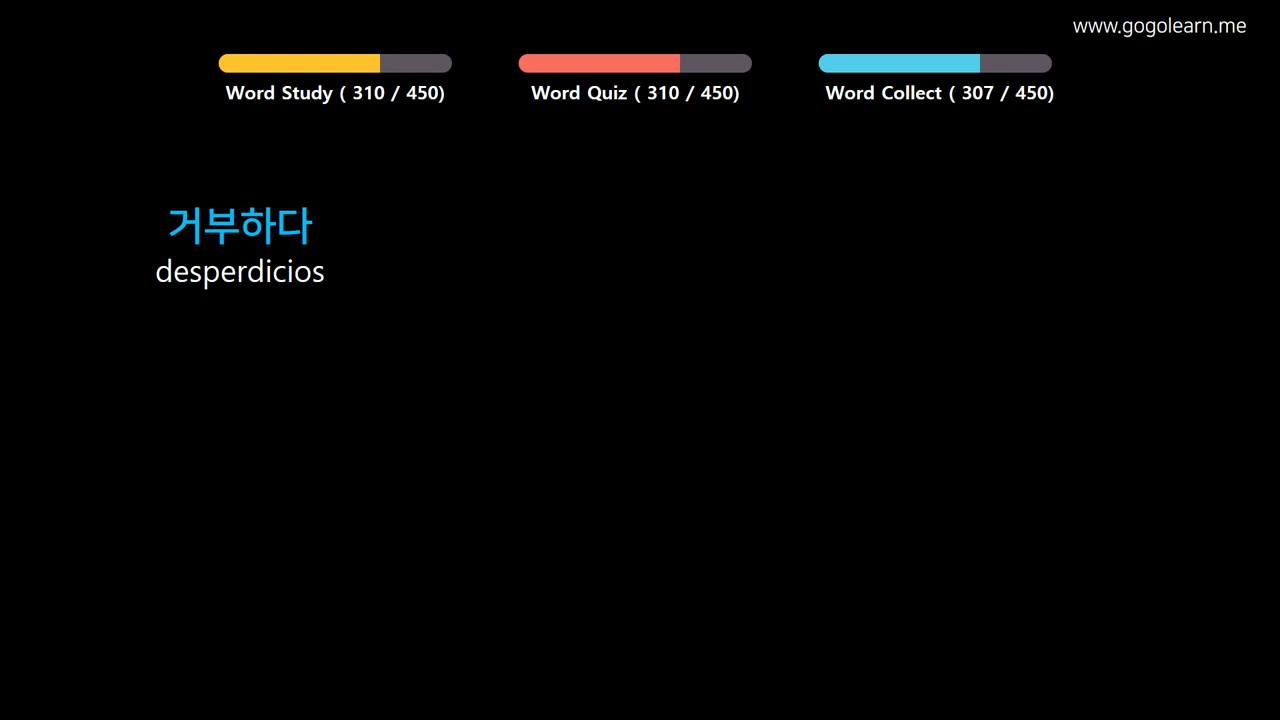 www.gogolearn.me
Word Study ( 310 / 450)
Word Quiz ( 310 / 450)
Word Collect ( 307 / 450)
거부하다
desperdicios